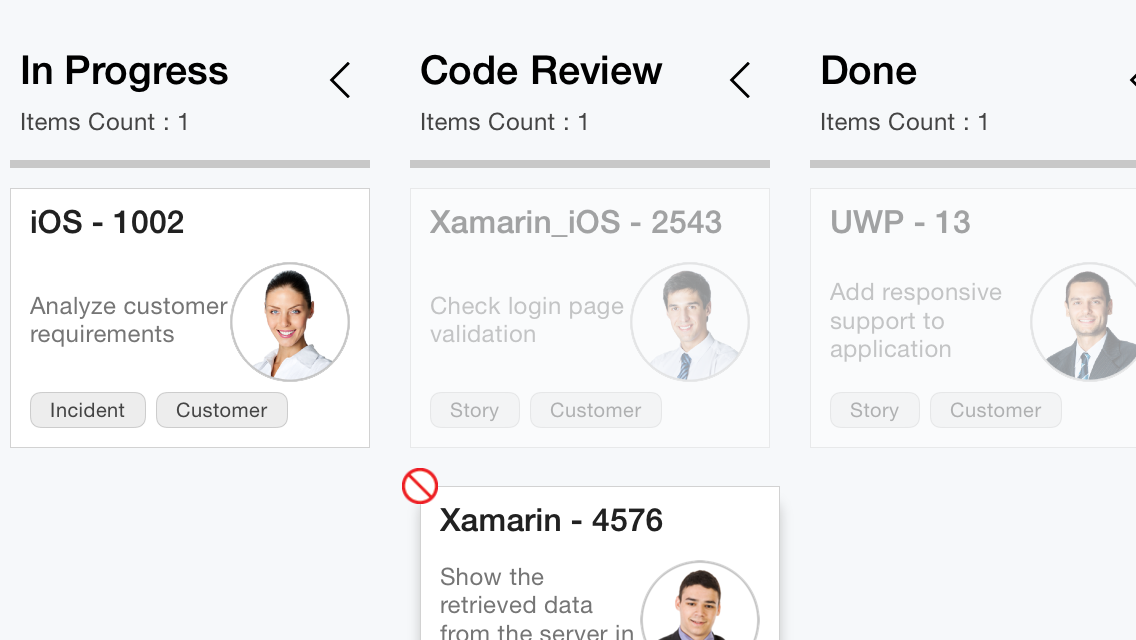 In Progress
Items Count : 1
iOS - 1002
Analyze customer
requirements
Incident
Customer
Code Review
Items Count : 1
Xamarin_iOS - 2543
Check login page
validation
Story
Customer
Xamarin - 4576
Show the
retrieved data
from the server in
Done
Items Count : 1
UWP - 13
Add responsive
support to
application
Story
Customer